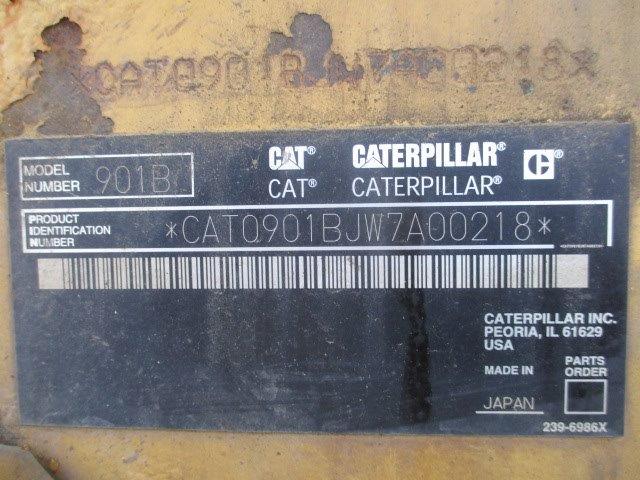 *CAT0901BJW7A00218*
MODEL NUMBER 901B
CAT® CATERPILLAR® C®
CAT® CATERPILLAR®
PRODUCT IDENTIFICATION NUMBER *CAT0901BJW7A00218*
CATERPILLAR INC.
PEORIA, IL 61629
USA
MADE IN JAPAN
PARTS ORDER
239-6986X